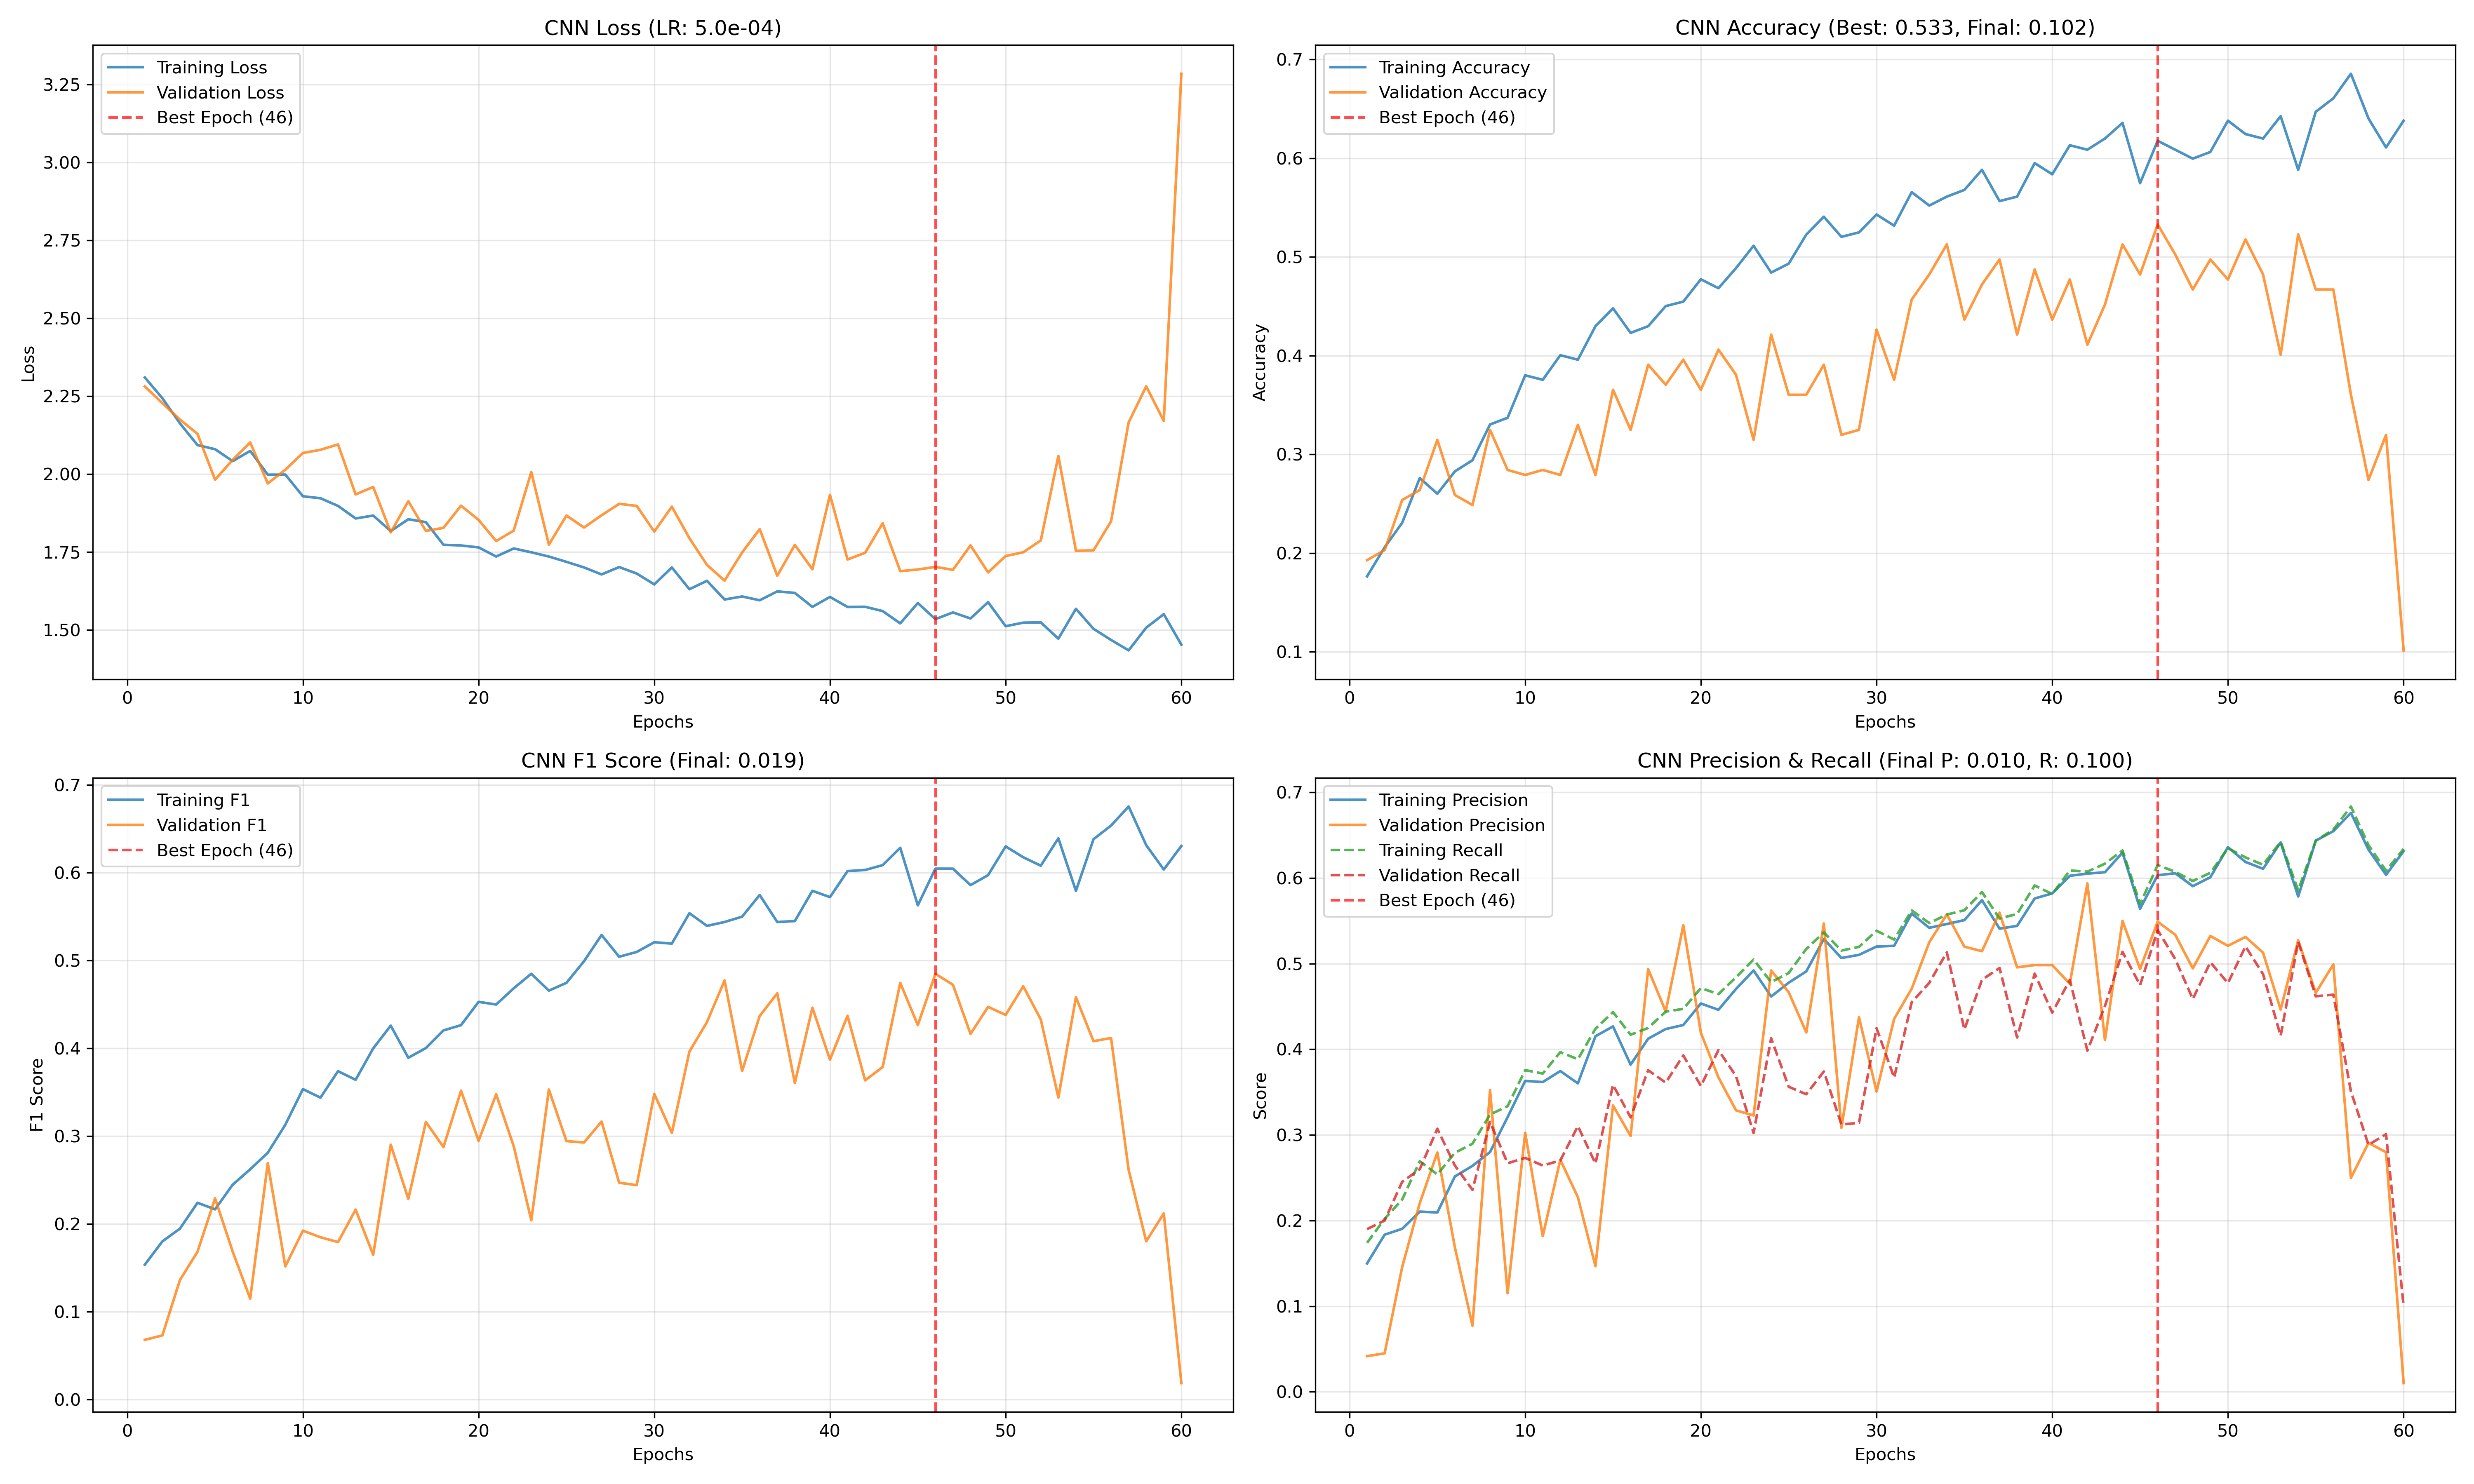 CNN Loss (LR: 5.0e-04)
Training Loss
Validation Loss
Best Epoch (46)
Loss
3.25
3.00
2.75
2.50
2.25
2.00
1.75
1.50
0 10 20 30 40 50 60
Epochs
CNN Accuracy (Best: 0.533, Final: 0.102)
Training Accuracy
Validation Accuracy
Best Epoch (46)
Accuracy
0.7
0.6
0.5
0.4
0.3
0.2
0.1
0 10 20 30 40 50 60
Epochs
CNN F1 Score (Final: 0.019)
Training F1
Validation F1
Best Epoch (46)
F1 Score
0.7
0.6
0.5
0.4
0.3
0.2
0.1
0.0
0 10 20 30 40 50 60
Epochs
CNN Precision & Recall (Final P: 0.010, R: 0.100)
Training Precision
Validation Precision
Training Recall
Validation Recall
Best Epoch (46)
Score
0.7
0.6
0.5
0.4
0.3
0.2
0.1
0.0
0 10 20 30 40 50 60
Epochs